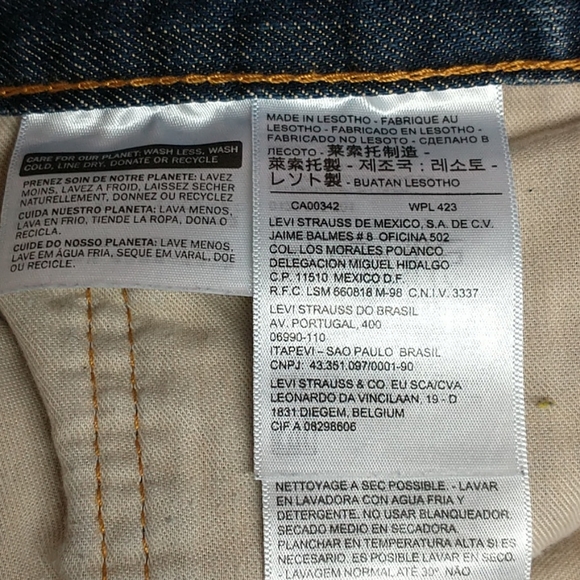 CARE FOR OUR PLANET: WASH LESS, WASH
COLD, LINE DRY, DONATE OR RECYCLE
PRENEZ SOIN DE NOTRE PLANETE: LAVEZ
MOINS, LAVEZ A FROID, LAISSEZ SECHER
NATURELLEMENT, DONNEZ OU RECYCLEZ
CUIDA NUESTRO PLANETA: LAVA MENOS,
LAVA EN FRIO, TIENDE LA ROPA, DONA O
RECICLA.
CUIDE DO NOSSO PLANETA: LAVE MENOS,
LAVE EM ÁGUA FRIA, SEQUE EM VARAL, DOE
OU RECICLE.
MADE IN LESOTHO - FABRIQUE AU
LESOTHO - FABRICADO EN LESOTHO -
FABRICADO NO LESOTO - СДЕЛАНО В
ЛЕСОТО - 萊索托制造 -
萊索托製 - 제조국 : 레소토 -
レソト製 - BUATAN LESOTHO
CA00342 WPL 423
LEVI STRAUSS DE MEXICO, S.A. DE C.V.
JAIME BALMES # 8 OFICINA 502
COL. LOS MORALES POLANCO
DELEGACION MIGUEL HIDALGO
C.P. 11510 MEXICO D.F.
R.F.C. LSM 660818 M-98 C.N.I.V. 3337
LEVI STRAUSS DO BRASIL
AV. PORTUGAL, 400
06990-110
ITAPEVI – SAO PAULO BRASIL
CNPJ: 43.351.097/0001-90
LEVI STRAUSS & CO. EU SCA/CVA
LEONARDO DA VINCILAAN, 19 - D
1831 DIEGEM, BELGIUM
CIF A 08298606
NETTOYAGE A SEC POSSIBLE. - LAVAR
EN LAVADORA CON AGUA FRIA Y
DETERGENTE. NO USAR BLANQUEADOR.
SECADO MEDIO EN SECADORA.
PLANCHAR EN TEMPERATURA ALTA SI ES
NECESARIO. ES POSIBLE LAVAR EN SECO.
- LAVAGEM NORMAL ATÉ 30º. NÃO